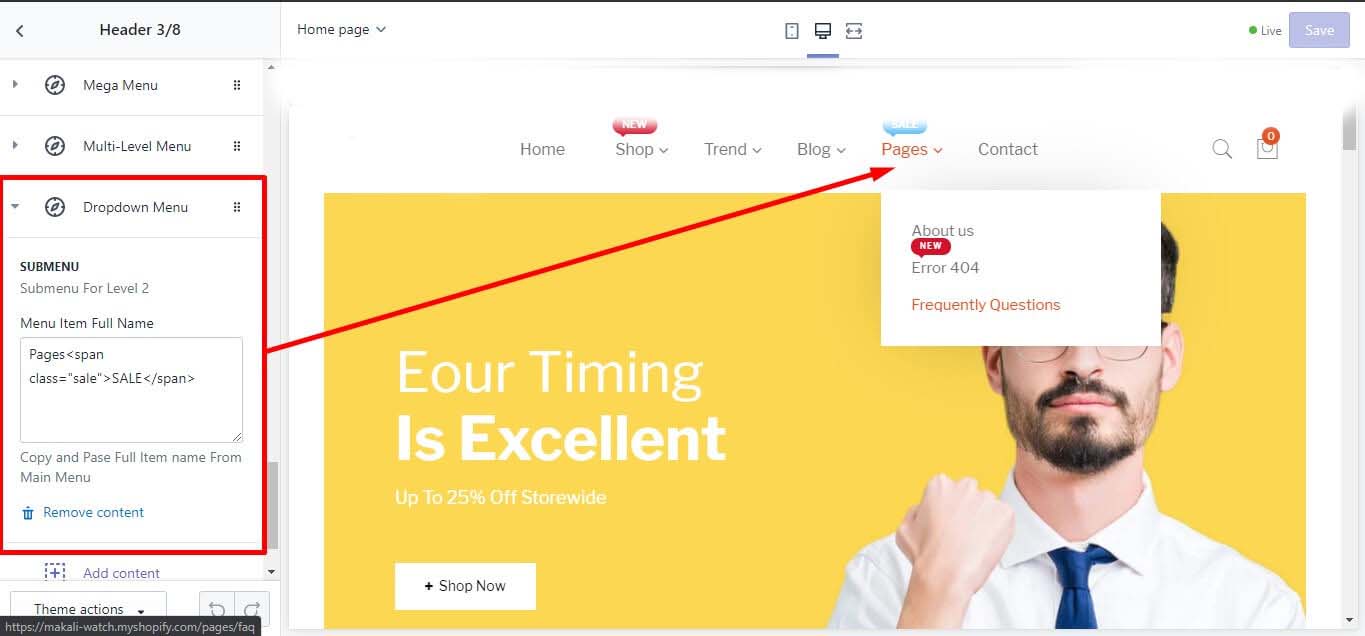 Header 3/8
Home page
Live
Save
Mega Menu
Multi-Level Menu
Dropdown Menu
SUBMENU
Submenu For Level 2
Menu Item Full Name
Pages<span
class="sale">SALE</span>
Copy and Pase Full Item name From
Main Menu
Remove content
Add content
Theme actions
https://makali-watch.myshopify.com/pages/faq
NEW
SALE
Home
Shop
Trend
Blog
Pages
Contact
0
About us
NEW
Error 404
Frequently Questions
Eour Timing
Is Excellent
Up To 25% Off Storewide
+ Shop Now